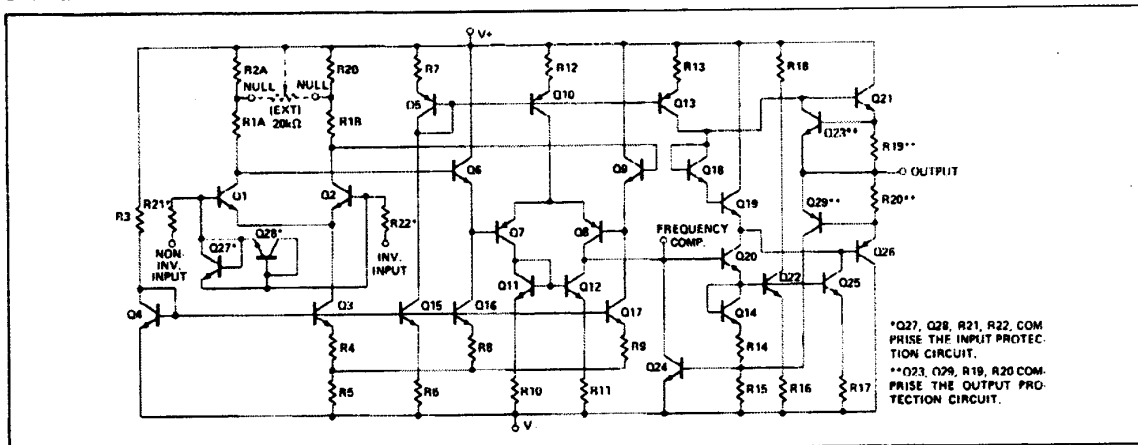 V+
R2A
R2D
R7
R12
R13
R18
NULL
NULL
(EXT)
20kΩ
Q5
Q10
Q13
Q21
Q23**
R1A
R1B
R19**
Q6
Q9
Q18
OUTPUT
Q1
Q2
R3
R21*
R22*
Q19
Q29**
R20**
FREQUENCY
COMP.
Q28*
Q7
Q8
Q27*
NON-
INV.
INPUT
INV.
INPUT
Q20
Q26
Q11
Q12
Q22
Q25
Q4
Q3
Q15
Q16
Q17
Q14
R4
R8
R9
Q24
R14
R5
R6
R10
R11
R15
R16
R17
V
*Q27, Q28, R21, R22, COM
PRISE THE INPUT PROTEC-
TION CIRCUIT.
**Q23, Q29, R19, R20 COM-
PRISE THE OUTPUT PRO-
TECTION CIRCUIT.